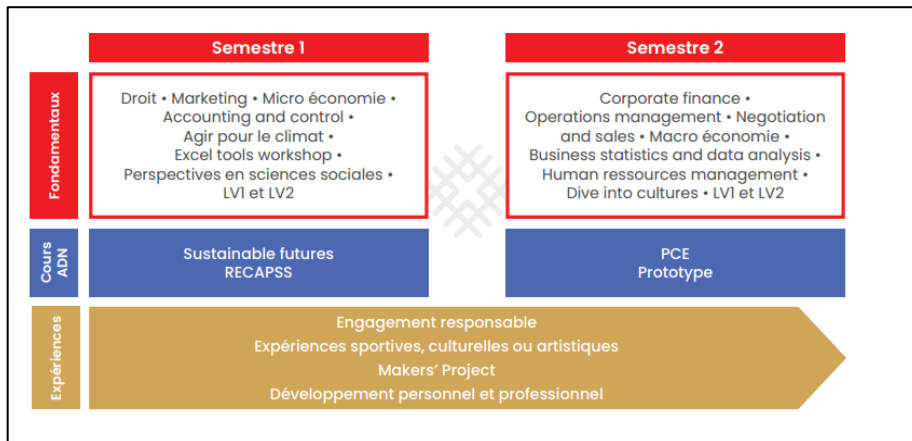 Semestre 1
Semestre 2
Fondamentaux
Droit • Marketing • Micro économie •
Accounting and control •
Agir pour le climat •
Excel tools workshop •
Perspectives en sciences sociales •
LV1 et LV2
Corporate finance •
Operations management • Negotiation
and sales • Macro économie •
Business statistics and data analysis •
Human ressources management •
Dive into cultures • LV1 et LV2
Cours
ADN
Sustainable futures
RECAPSS
PCE
Prototype
Expériences
Engagement responsable
Expériences sportives, culturelles ou artistiques
Makers’ Project
Développement personnel et professionnel